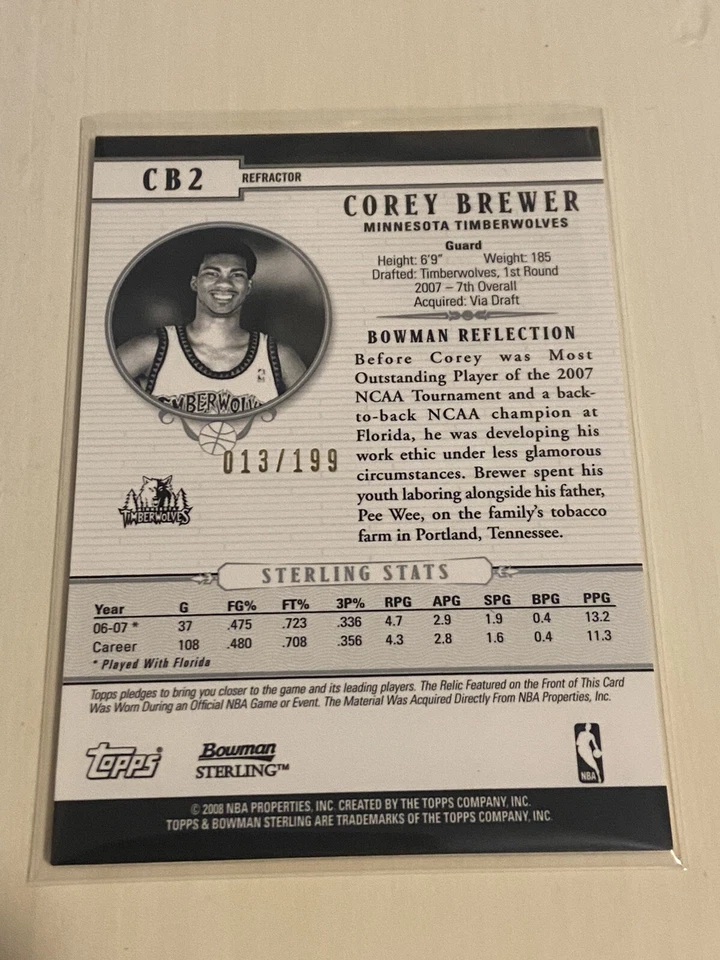 CB2
REFRACTOR
COREY BREWER
MINNESOTA TIMBERWOLVES
Guard
Height: 6'9" Weight: 185
Drafted: Timberwolves, 1st Round
2007 – 7th Overall
Acquired: Via Draft
BOWMAN REFLECTION
Before Corey was Most
Outstanding Player of the 2007
NCAA Tournament and a back-
to-back NCAA champion at
Florida, he was developing his
work ethic under less glamorous
circumstances. Brewer spent his
youth laboring alongside his father,
Pee Wee, on the family's tobacco
farm in Portland, Tennessee.
013/199
TIMBERWOLVES
STERLING STATS
Year G FG% FT% 3P% RPG APG SPG BPG PPG
06-07 * 37 .475 .723 .336 4.7 2.9 1.9 0.4 13.2
Career 108 .480 .708 .356 4.3 2.8 1.6 0.4 11.3
* Played With Florida
Topps pledges to bring you closer to the game and its leading players. The Relic Featured on the Front of This Card
Was Worn During an Official NBA Game or Event. The Material Was Acquired Directly From NBA Properties, Inc.
Topps®
Bowman
STERLING™
NBA
© 2008 NBA PROPERTIES, INC. CREATED BY THE TOPPS COMPANY, INC.
TOPPS & BOWMAN STERLING ARE TRADEMARKS OF THE TOPPS COMPANY, INC.